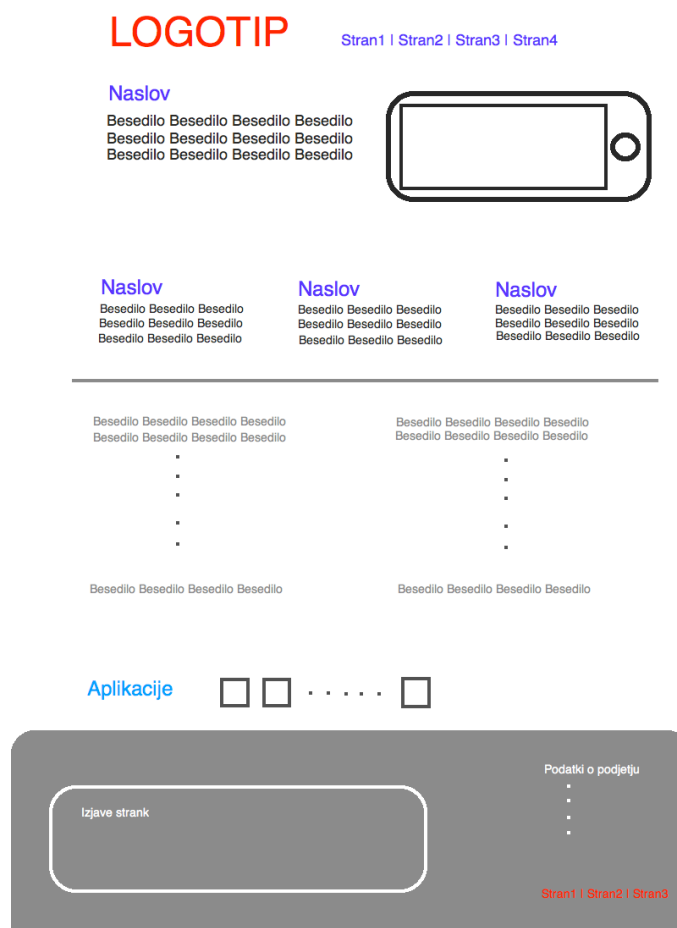 LOGOTIP
Stran1 | Stran2 | Stran3 | Stran4
Naslov
Besedilo Besedilo Besedilo Besedilo
Besedilo Besedilo Besedilo Besedilo
Besedilo Besedilo Besedilo Besedilo
Naslov
Besedilo Besedilo Besedilo
Besedilo Besedilo Besedilo
Besedilo Besedilo Besedilo
Naslov
Besedilo Besedilo Besedilo
Besedilo Besedilo Besedilo
Besedilo Besedilo Besedilo
Naslov
Besedilo Besedilo Besedilo
Besedilo Besedilo Besedilo
Besedilo Besedilo Besedilo
Besedilo Besedilo Besedilo Besedilo
Besedilo Besedilo Besedilo Besedilo
Besedilo Besedilo Besedilo Besedilo
Besedilo Besedilo Besedilo Besedilo
Besedilo Besedilo Besedilo Besedilo
Besedilo Besedilo Besedilo Besedilo
Aplikacije
Izjave strank
Podatki o podjetju
Stran1 | Stran2 | Stran3